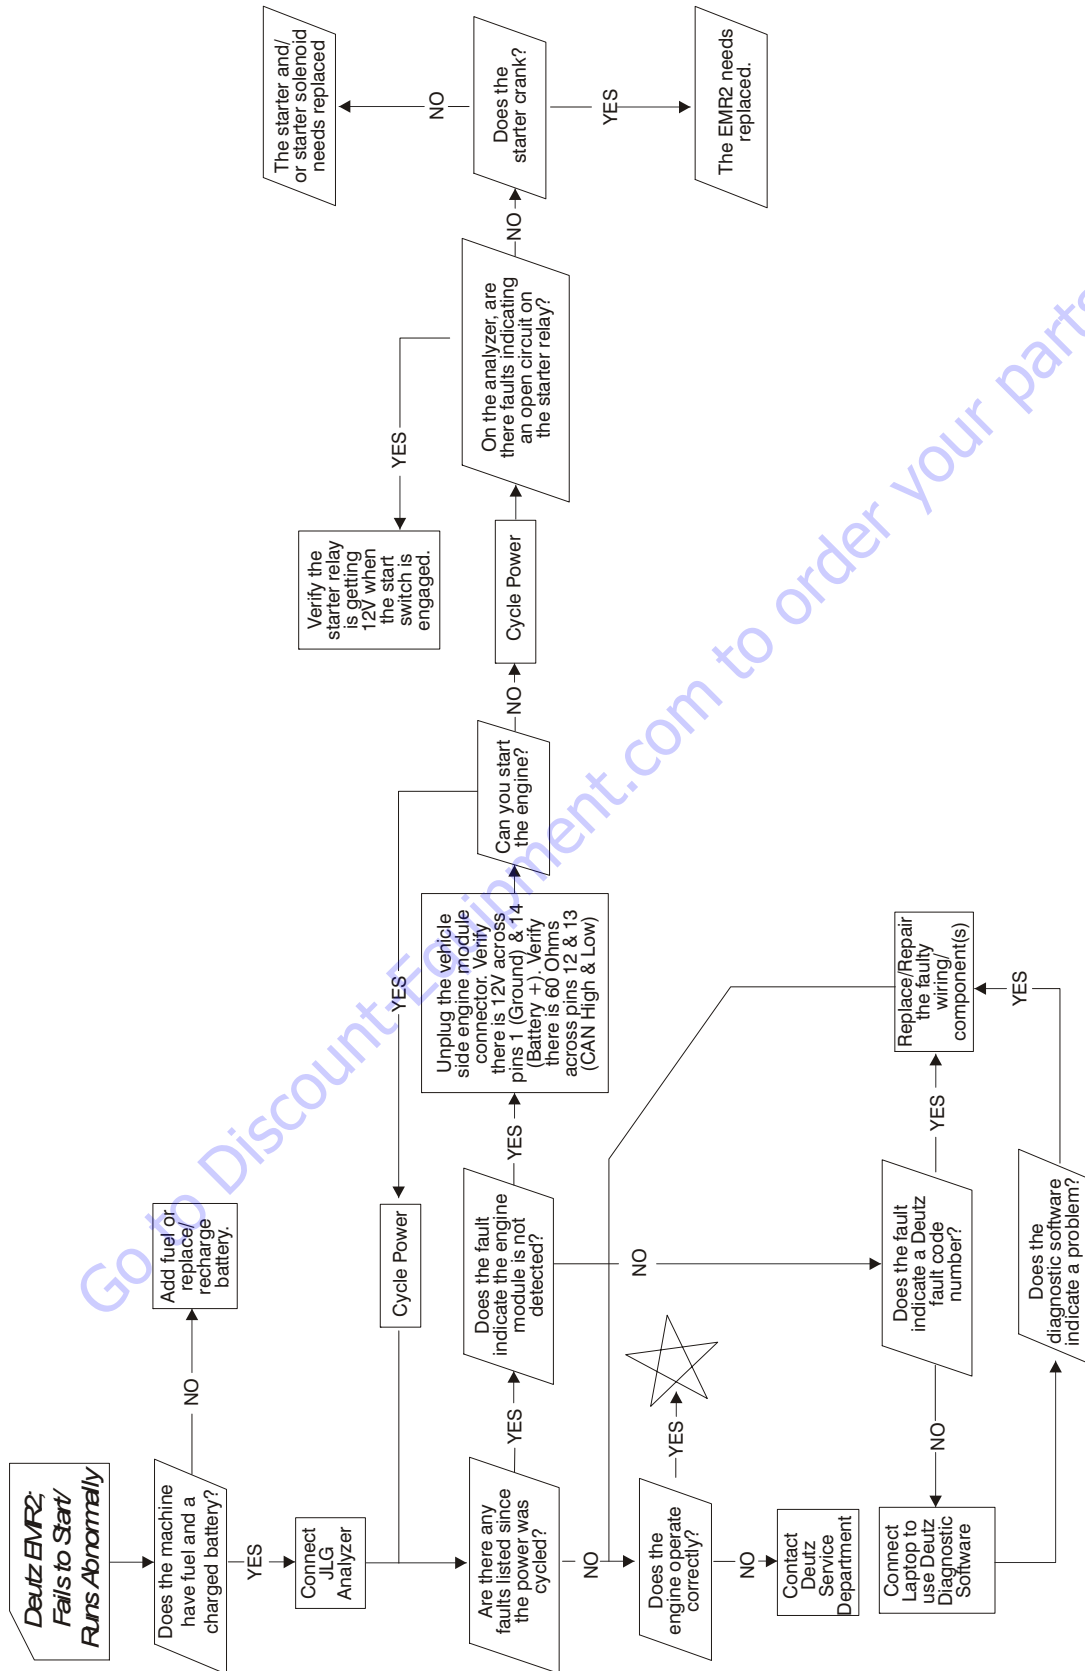 Deutz EMR2;
Fails to Start/
Runs Abnormally
Does the machine
have fuel and a
charged battery?
NO
Add fuel or
replace/
recharge
battery.
YES
Connect
JLG
Analyzer
Are there any
faults listed since
the power was
cycled?
YES
Does the fault
indicate the engine
module is not
detected?
YES
Unplug the vehicle
side engine module
connector. Verify
there is 12V across
pins 1 (Ground) & 14
(Battery +). Verify
there is 60 Ohms
across pins 12 & 13
(CAN High & Low)
Can you start
the engine?
YES
Cycle Power
NO
Cycle Power
On the analyzer, are
there faults indicating
an open circuit on
the starter relay?
YES
Verify the
starter relay
is getting
12V when
the start
switch is
engaged.
NO
Does the
starter crank?
NO
The starter and/
or starter solenoid
needs replaced
YES
The EMR2 needs
replaced.
NO
Does the
engine operate
correctly?
YES
NO
Contact
Deutz
Service
Department
NO
Does the fault
indicate a Deutz
fault code
number?
YES
Replace/Repair
the faulty
wiring/
component(s)
NO
Connect
Laptop to
use Deutz
Diagnostic
Software
Does the
diagnostic software
indicate a problem?
YES
Go to Discount-Equipment.com to order your parts